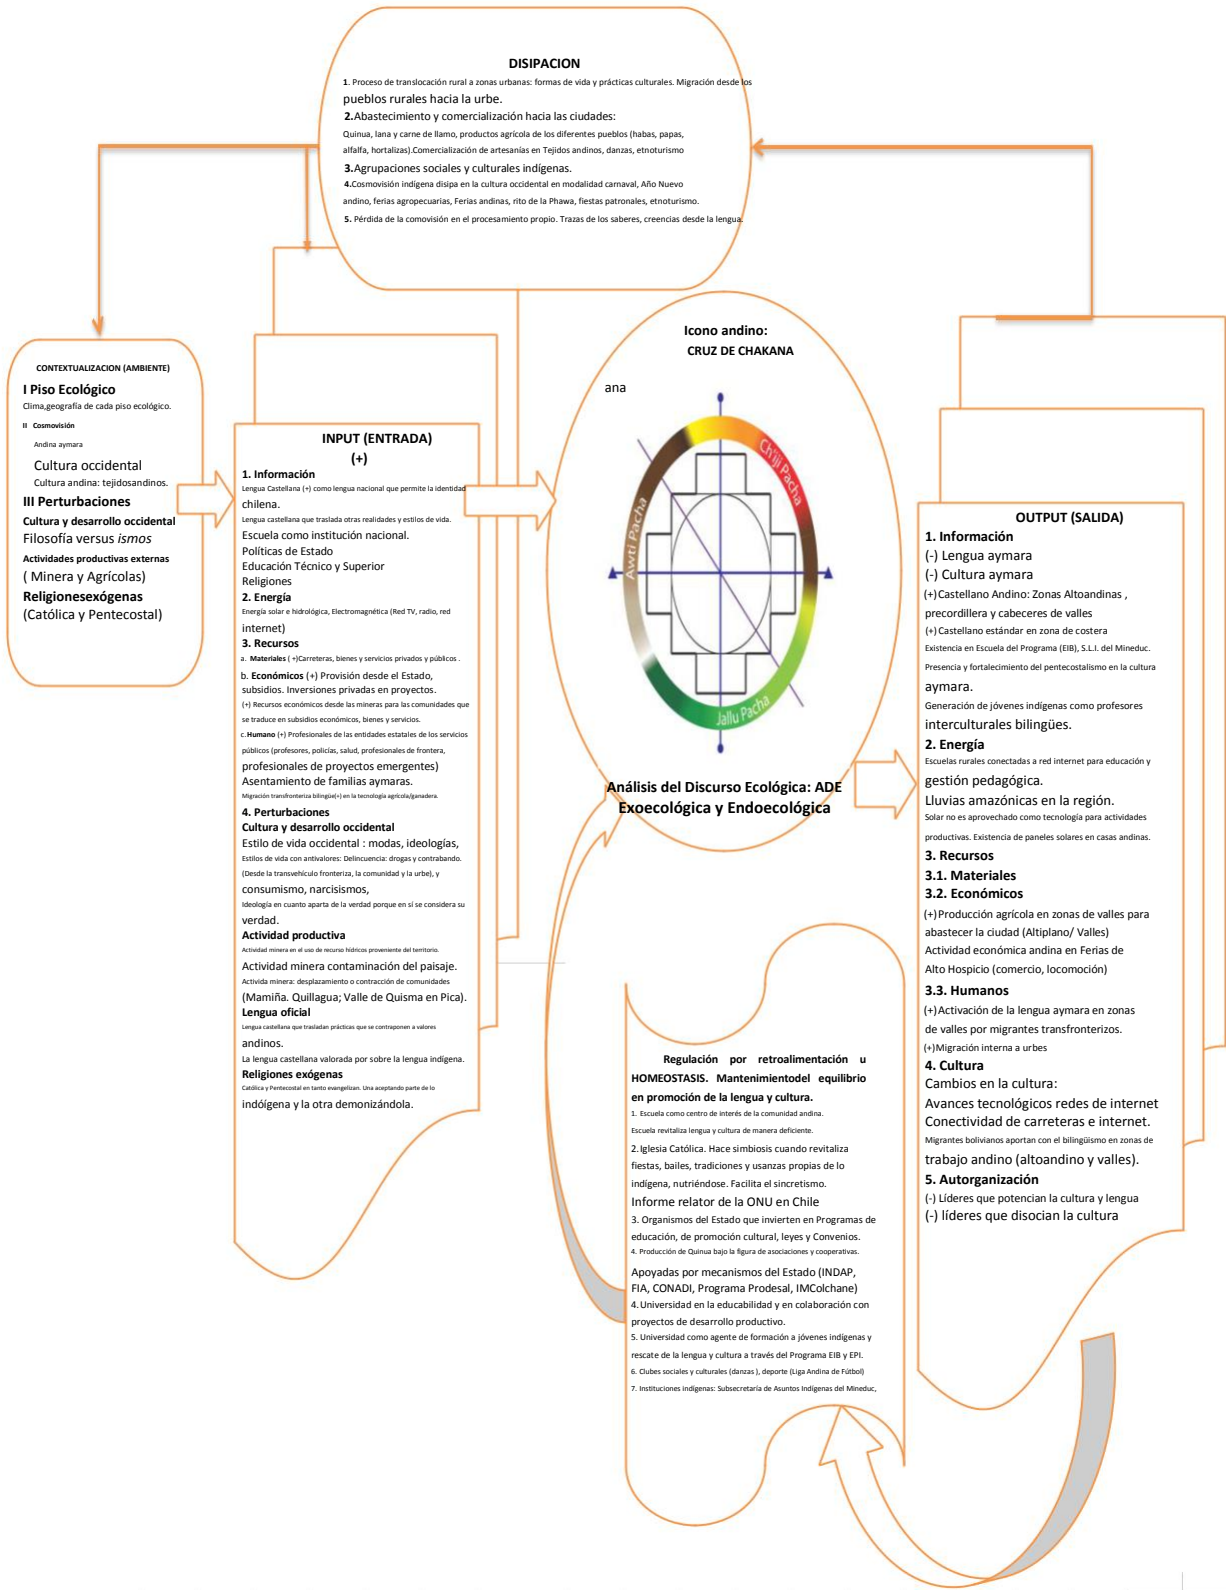 DISIPACION
1. Proceso de translocación rural a zonas urbanas: formas de vida y prácticas culturales. Migración desde los
pueblos rurales hacia la urbe.
2.Abastecimiento y comercialización hacia las ciudades:
Quinua, lana y carne de llamo, productos agrícola de los diferentes pueblos (habas, papas,
alfalfa, hortalizas).Comercialización de artesanías en Tejidos andinos, danzas, etnoturismo
3.Agrupaciones sociales y culturales indígenas.
4.Cosmovisión indígena disipa en la cultura occidental en modalidad carnaval, Año Nuevo
andino, ferias agropecuarias, Ferias andinas, rito de la Phawa, fiestas patronales, etnoturismo.
5. Pérdida de la comovisión en el procesamiento propio. Trazas de los saberes, creencias desde la lengua.
CONTEXTUALIZACION (AMBIENTE)
I Piso Ecológico
Clima,geografía de cada piso ecológico.
II Cosmovisión
Andina aymara
Cultura occidental
Cultura andina: tejidosandinos.
III Perturbaciones
Cultura y desarrollo occidental
Filosofía versus ismos
Actividades productivas externas
( Minera y Agrícolas)
Religionesexógenas
(Católica y Pentecostal)
INPUT (ENTRADA)
(+)
1. Información
Lengua Castellana (+) como lengua nacional que permite la identidad
chilena.
Lengua castellana que traslada otras realidades y estilos de vida.
Escuela como institución nacional.
Políticas de Estado
Educación Técnico y Superior
Religiones
2. Energía
Energía solar e hidrológica, Electromagnética (Red TV, radio, red
internet)
3. Recursos
a. Materiales ( +)Carreteras, bienes y servicios privados y públicos .
b. Económicos (+) Provisión desde el Estado,
subsidios. Inversiones privadas en proyectos.
(+) Recursos económicos desde las mineras para las comunidades que
se traduce en subsidios económicos, bienes y servicios.
c. Humano (+) Profesionales de las entidades estatales de los servicios
públicos (profesores, policías, salud, profesionales de frontera,
profesionales de proyectos emergentes)
Asentamiento de familias aymaras.
Migración transfronteriza bilingüe(+) en la tecnología agrícola/ganadera.
4. Perturbaciones
Cultura y desarrollo occidental
Estilo de vida occidental : modas, ideologías,
Estilos de vida con antivalores: Delincuencia: drogas y contrabando.
(Desde la transvehículo fronteriza, la comunidad y la urbe), y
consumismo, narcisismos,
Ideología en cuanto aparta de la verdad porque en sí se considera su
verdad.
Actividad productiva
Actividad minera en el uso de recurso hídricos proveniente del territorio.
Actividad minera contaminación del paisaje.
Activida minera: desplazamiento o contracción de comunidades
(Mamiña. Quillagua; Valle de Quisma en Pica).
Lengua oficial
Lengua castellana que trasladan prácticas que se contraponen a valores
andinos.
La lengua castellana valorada por sobre la lengua indígena.
Religiones exógenas
Católica y Pentecostal en tanto evangelizan. Una aceptando parte de lo
indóígena y la otra demonizándola.
Icono andino:
CRUZ DE CHAKANA
ana
Ch'iji Pacha
Awti Pacha
Jallu Pacha
Análisis del Discurso Ecológica: ADE
Exoecológica y Endoecológica
Regulación por retroalimentación u
HOMEOSTASIS. Mantenimientodel equilibrio
en promoción de la lengua y cultura.
1. Escuela como centro de interés de la comunidad andina.
Escuela revitaliza lengua y cultura de manera deficiente.
2. Iglesia Católica. Hace simbiosis cuando revitaliza
fiestas, bailes, tradiciones y usanzas propias de lo
indígena, nutriéndose. Facilita el sincretismo.
Informe relator de la ONU en Chile
3. Organismos del Estado que invierten en Programas de
educación, de promoción cultural, leyes y Convenios.
4. Producción de Quinua bajo la figura de asociaciones y cooperativas.
Apoyadas por mecanismos del Estado (INDAP,
FIA, CONADI, Programa Prodesal, IMColchane)
4. Universidad en la educabilidad y en colaboración con
proyectos de desarrollo productivo.
5. Universidad como agente de formación a jóvenes indígenas y
rescate de la lengua y cultura a través del Programa EIB y EPI.
6. Clubes sociales y culturales (danzas ), deporte (Liga Andina de Fútbol)
7. Instituciones indígenas: Subsecretaría de Asuntos Indígenas del Mineduc,
OUTPUT (SALIDA)
1. Información
(-) Lengua aymara
(-) Cultura aymara
(+)Castellano Andino: Zonas Altoandinas ,
precordillera y cabeceres de valles
(+) Castellano estándar en zona de costera
Existencia en Escuela del Programa (EIB), S.L.I. del Mineduc.
Presencia y fortalecimiento del pentecostalismo en la cultura
aymara.
Generación de jóvenes indígenas como profesores
interculturales bilingües.
2. Energía
Escuelas rurales conectadas a red internet para educación y
gestión pedagógica.
Lluvias amazónicas en la región.
Solar no es aprovechado como tecnología para actividades
productivas. Existencia de paneles solares en casas andinas.
3. Recursos
3.1. Materiales
3.2. Económicos
(+)Producción agrícola en zonas de valles para
abastecer la ciudad (Altiplano/ Valles)
Actividad económica andina en Ferias de
Alto Hospicio (comercio, locomoción)
3.3. Humanos
(+)Activación de la lengua aymara en zonas
de valles por migrantes transfronterizos.
(+)Migración interna a urbes
4. Cultura
Cambios en la cultura:
Avances tecnológicos redes de internet
Conectividad de carreteras e internet.
Migrantes bolivianos aportan con el bilingüismo en zonas de
trabajo andino (altoandino y valles).
5. Autorganización
(-) Líderes que potencian la cultura y lengua
(-) líderes que disocian la cultura